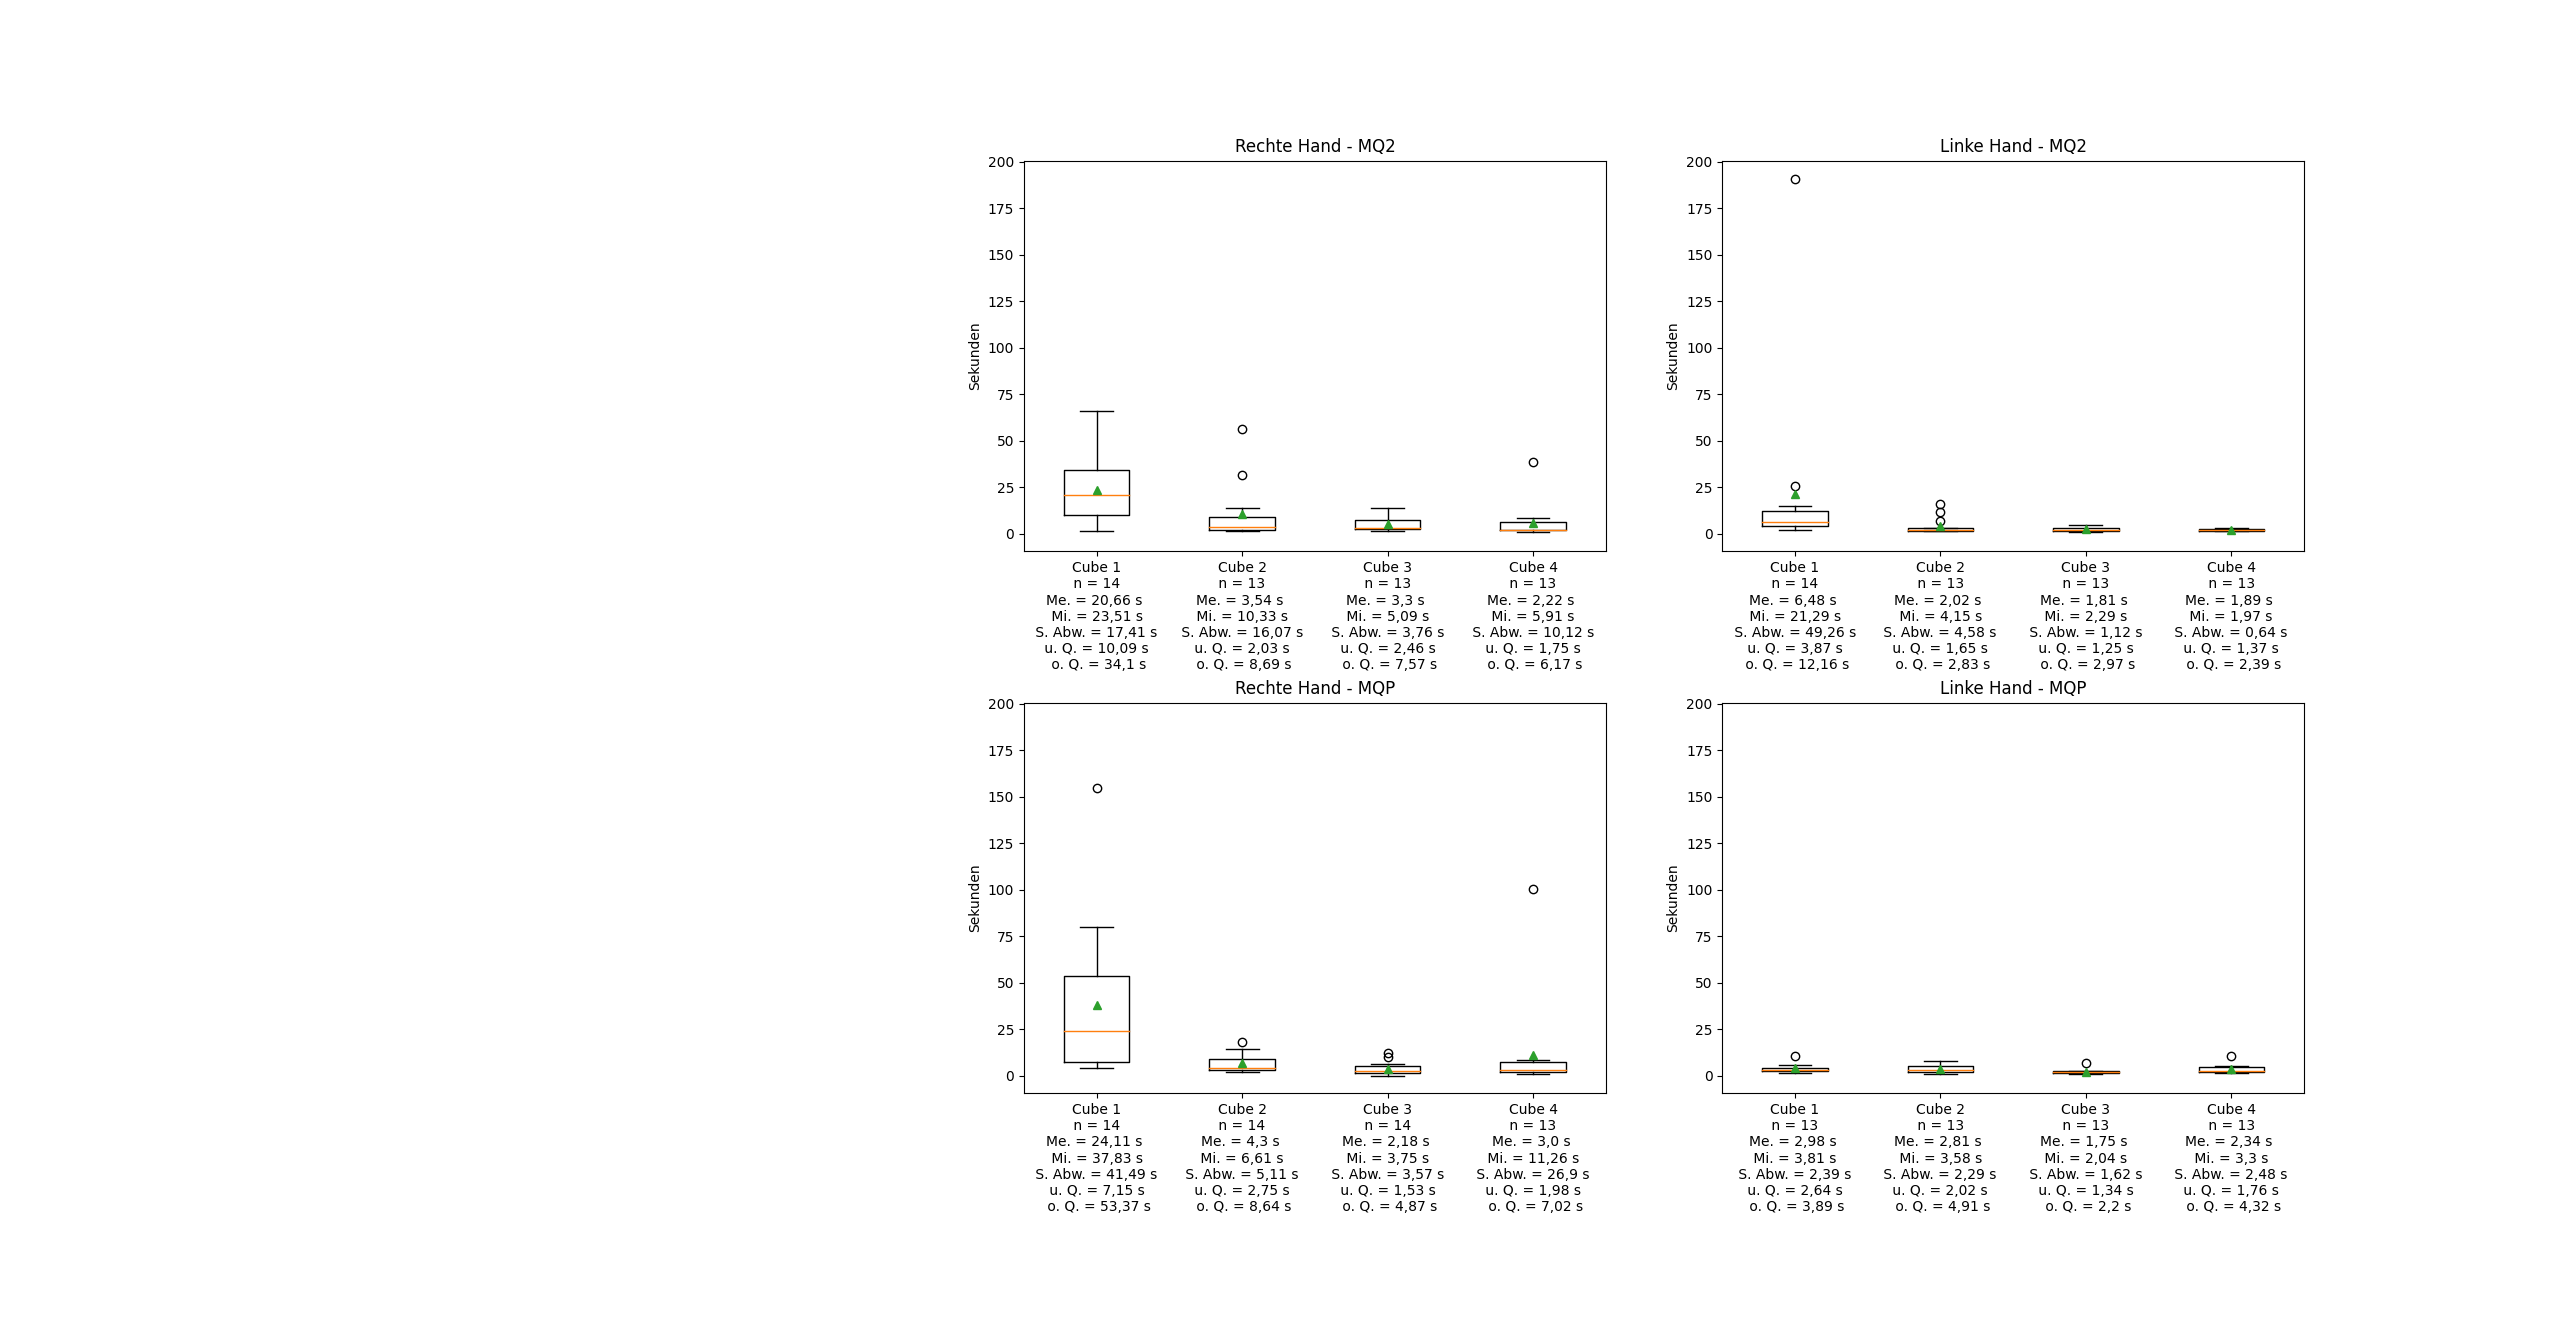 Rechte Hand - MQ2
200
175
150
125
100
75
50
25
0
Sekunden
Cube 1 Cube 2 Cube 3 Cube 4
n = 14 n = 13 n = 13 n = 13
Me. = 20,66 s Me. = 3,54 s Me. = 3,3 s Me. = 2,22 s
Mi. = 23,51 s Mi. = 10,33 s Mi. = 5,09 s Mi. = 5,91 s
S. Abw. = 17,41 s S. Abw. = 16,07 s S. Abw. = 3,76 s S. Abw. = 10,12 s
u. Q. = 10,09 s u. Q. = 2,03 s u. Q. = 2,46 s u. Q. = 1,75 s
o. Q. = 34,1 s o. Q. = 8,69 s o. Q. = 7,57 s o. Q. = 6,17 s
Linke Hand - MQ2
200
175
150
125
100
75
50
25
0
Sekunden
Cube 1 Cube 2 Cube 3 Cube 4
n = 14 n = 13 n = 13 n = 13
Me. = 6,48 s Me. = 2,02 s Me. = 1,81 s Me. = 1,89 s
Mi. = 21,29 s Mi. = 4,15 s Mi. = 2,29 s Mi. = 1,97 s
S. Abw. = 49,26 s S. Abw. = 4,58 s S. Abw. = 1,12 s S. Abw. = 0,64 s
u. Q. = 3,87 s u. Q. = 1,65 s u. Q. = 1,25 s u. Q. = 1,37 s
o. Q. = 12,16 s o. Q. = 2,83 s o. Q. = 2,97 s o. Q. = 2,39 s
Rechte Hand - MQP
200
175
150
125
100
75
50
25
0
Sekunden
Cube 1 Cube 2 Cube 3 Cube 4
n = 14 n = 14 n = 14 n = 13
Me. = 24,11 s Me. = 4,3 s Me. = 2,18 s Me. = 3,0 s
Mi. = 37,83 s Mi. = 6,61 s Mi. = 3,75 s Mi. = 11,26 s
S. Abw. = 41,49 s S. Abw. = 5,11 s S. Abw. = 3,57 s S. Abw. = 26,9 s
u. Q. = 7,15 s u. Q. = 2,75 s u. Q. = 1,53 s u. Q. = 1,98 s
o. Q. = 53,37 s o. Q. = 8,64 s o. Q. = 4,87 s o. Q. = 7,02 s
Linke Hand - MQP
200
175
150
125
100
75
50
25
0
Sekunden
Cube 1 Cube 2 Cube 3 Cube 4
n = 13 n = 13 n = 13 n = 13
Me. = 2,98 s Me. = 2,81 s Me. = 1,75 s Me. = 2,34 s
Mi. = 3,81 s Mi. = 3,58 s Mi. = 2,04 s Mi. = 3,3 s
S. Abw. = 2,39 s S. Abw. = 2,29 s S. Abw. = 1,62 s S. Abw. = 2,48 s
u. Q. = 2,64 s u. Q. = 2,02 s u. Q. = 1,34 s u. Q. = 1,76 s
o. Q. = 3,89 s o. Q. = 4,91 s o. Q. = 2,2 s o. Q. = 4,32 s